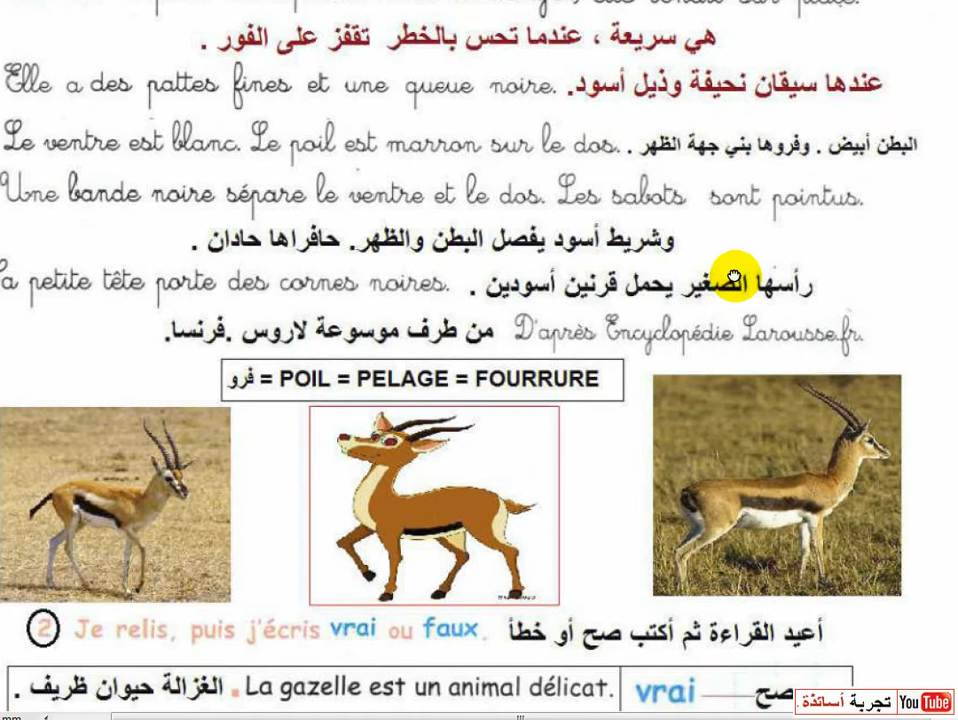 sur place.
هي سريعة ، عندما تحس بالخطر تقفز على الفور .
Elle a des pattes fines et une queue noire. عندها سيقان نحيفة وذيل أسود.
Le ventre est blanc. Le poil est marron sur le dos. البطن أبيض . وفروها بني جهة الظهر .
Une bande noire sépare le ventre et le dos. Les sabots sont pointus.
وشريط أسود يفصل البطن والظهر. حافراها حادان .
a petite tête porte des cornes noires. رأسها الصغير يحمل قرنين أسودين .
D'après Encyclopédie Larousse.fr. من طرف موسوعة لاروس .فرنسا.
فرو = POIL = PELAGE = FOURRURE
2 Je relis, puis j'écris vrai ou faux. أعيد القراءة ثم أكتب صح أو خطأ
La gazelle est un animal délicat. الغزالة حيوان ظريف . vrai صح
تجربة أساتذة . YouTube
mm